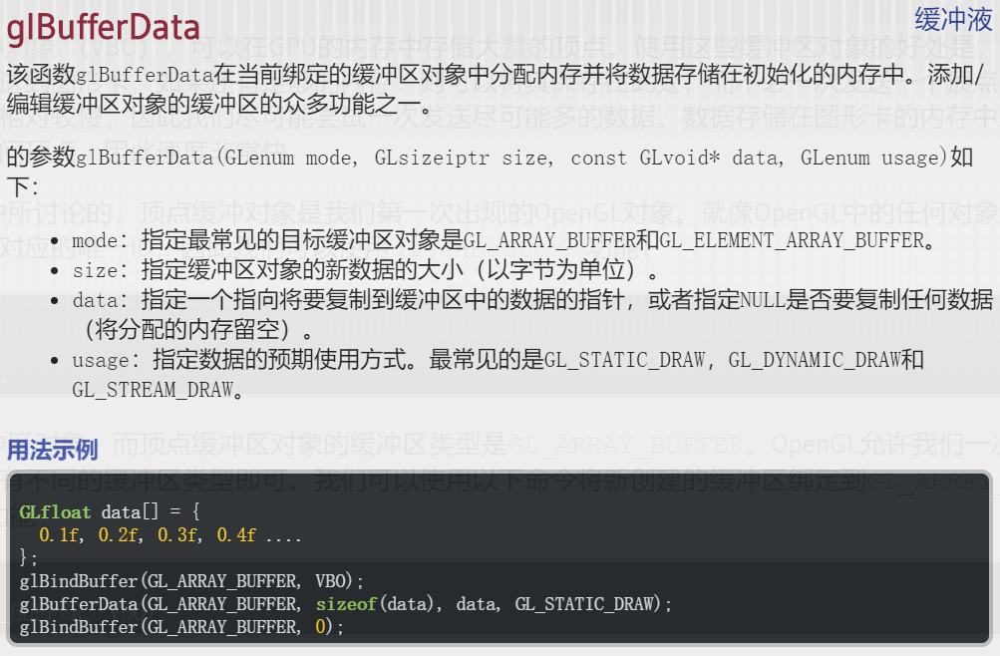 glBufferData
缓冲液
该函数glBufferData在当前绑定的缓冲区对象中分配内存并将数据存储在初始化的内存中。添加/
编辑缓冲区对象的缓冲区的众多功能之一。
的参数glBufferData(GLenum mode, GLsizeiptr size, const GLvoid* data, GLenum usage)如
下：
• mode：指定最常见的目标缓冲区对象是GL_ARRAY_BUFFER和GL_ELEMENT_ARRAY_BUFFER。
• size：指定缓冲区对象的新数据的大小（以字节为单位）。
• data：指定一个指向将要复制到缓冲区中的数据的指针，或者指定NULL是否要复制任何数据
（将分配的内存留空）。
• usage：指定数据的预期使用方式。最常见的是GL_STATIC_DRAW，GL_DYNAMIC_DRAW和
GL_STREAM_DRAW。
用法示例
GLfloat data[] = {
0.1f, 0.2f, 0.3f, 0.4f ....
};
glBindBuffer(GL_ARRAY_BUFFER, VBO);
glBufferData(GL_ARRAY_BUFFER, sizeof(data), data, GL_STATIC_DRAW);
glBindBuffer(GL_ARRAY_BUFFER, 0);